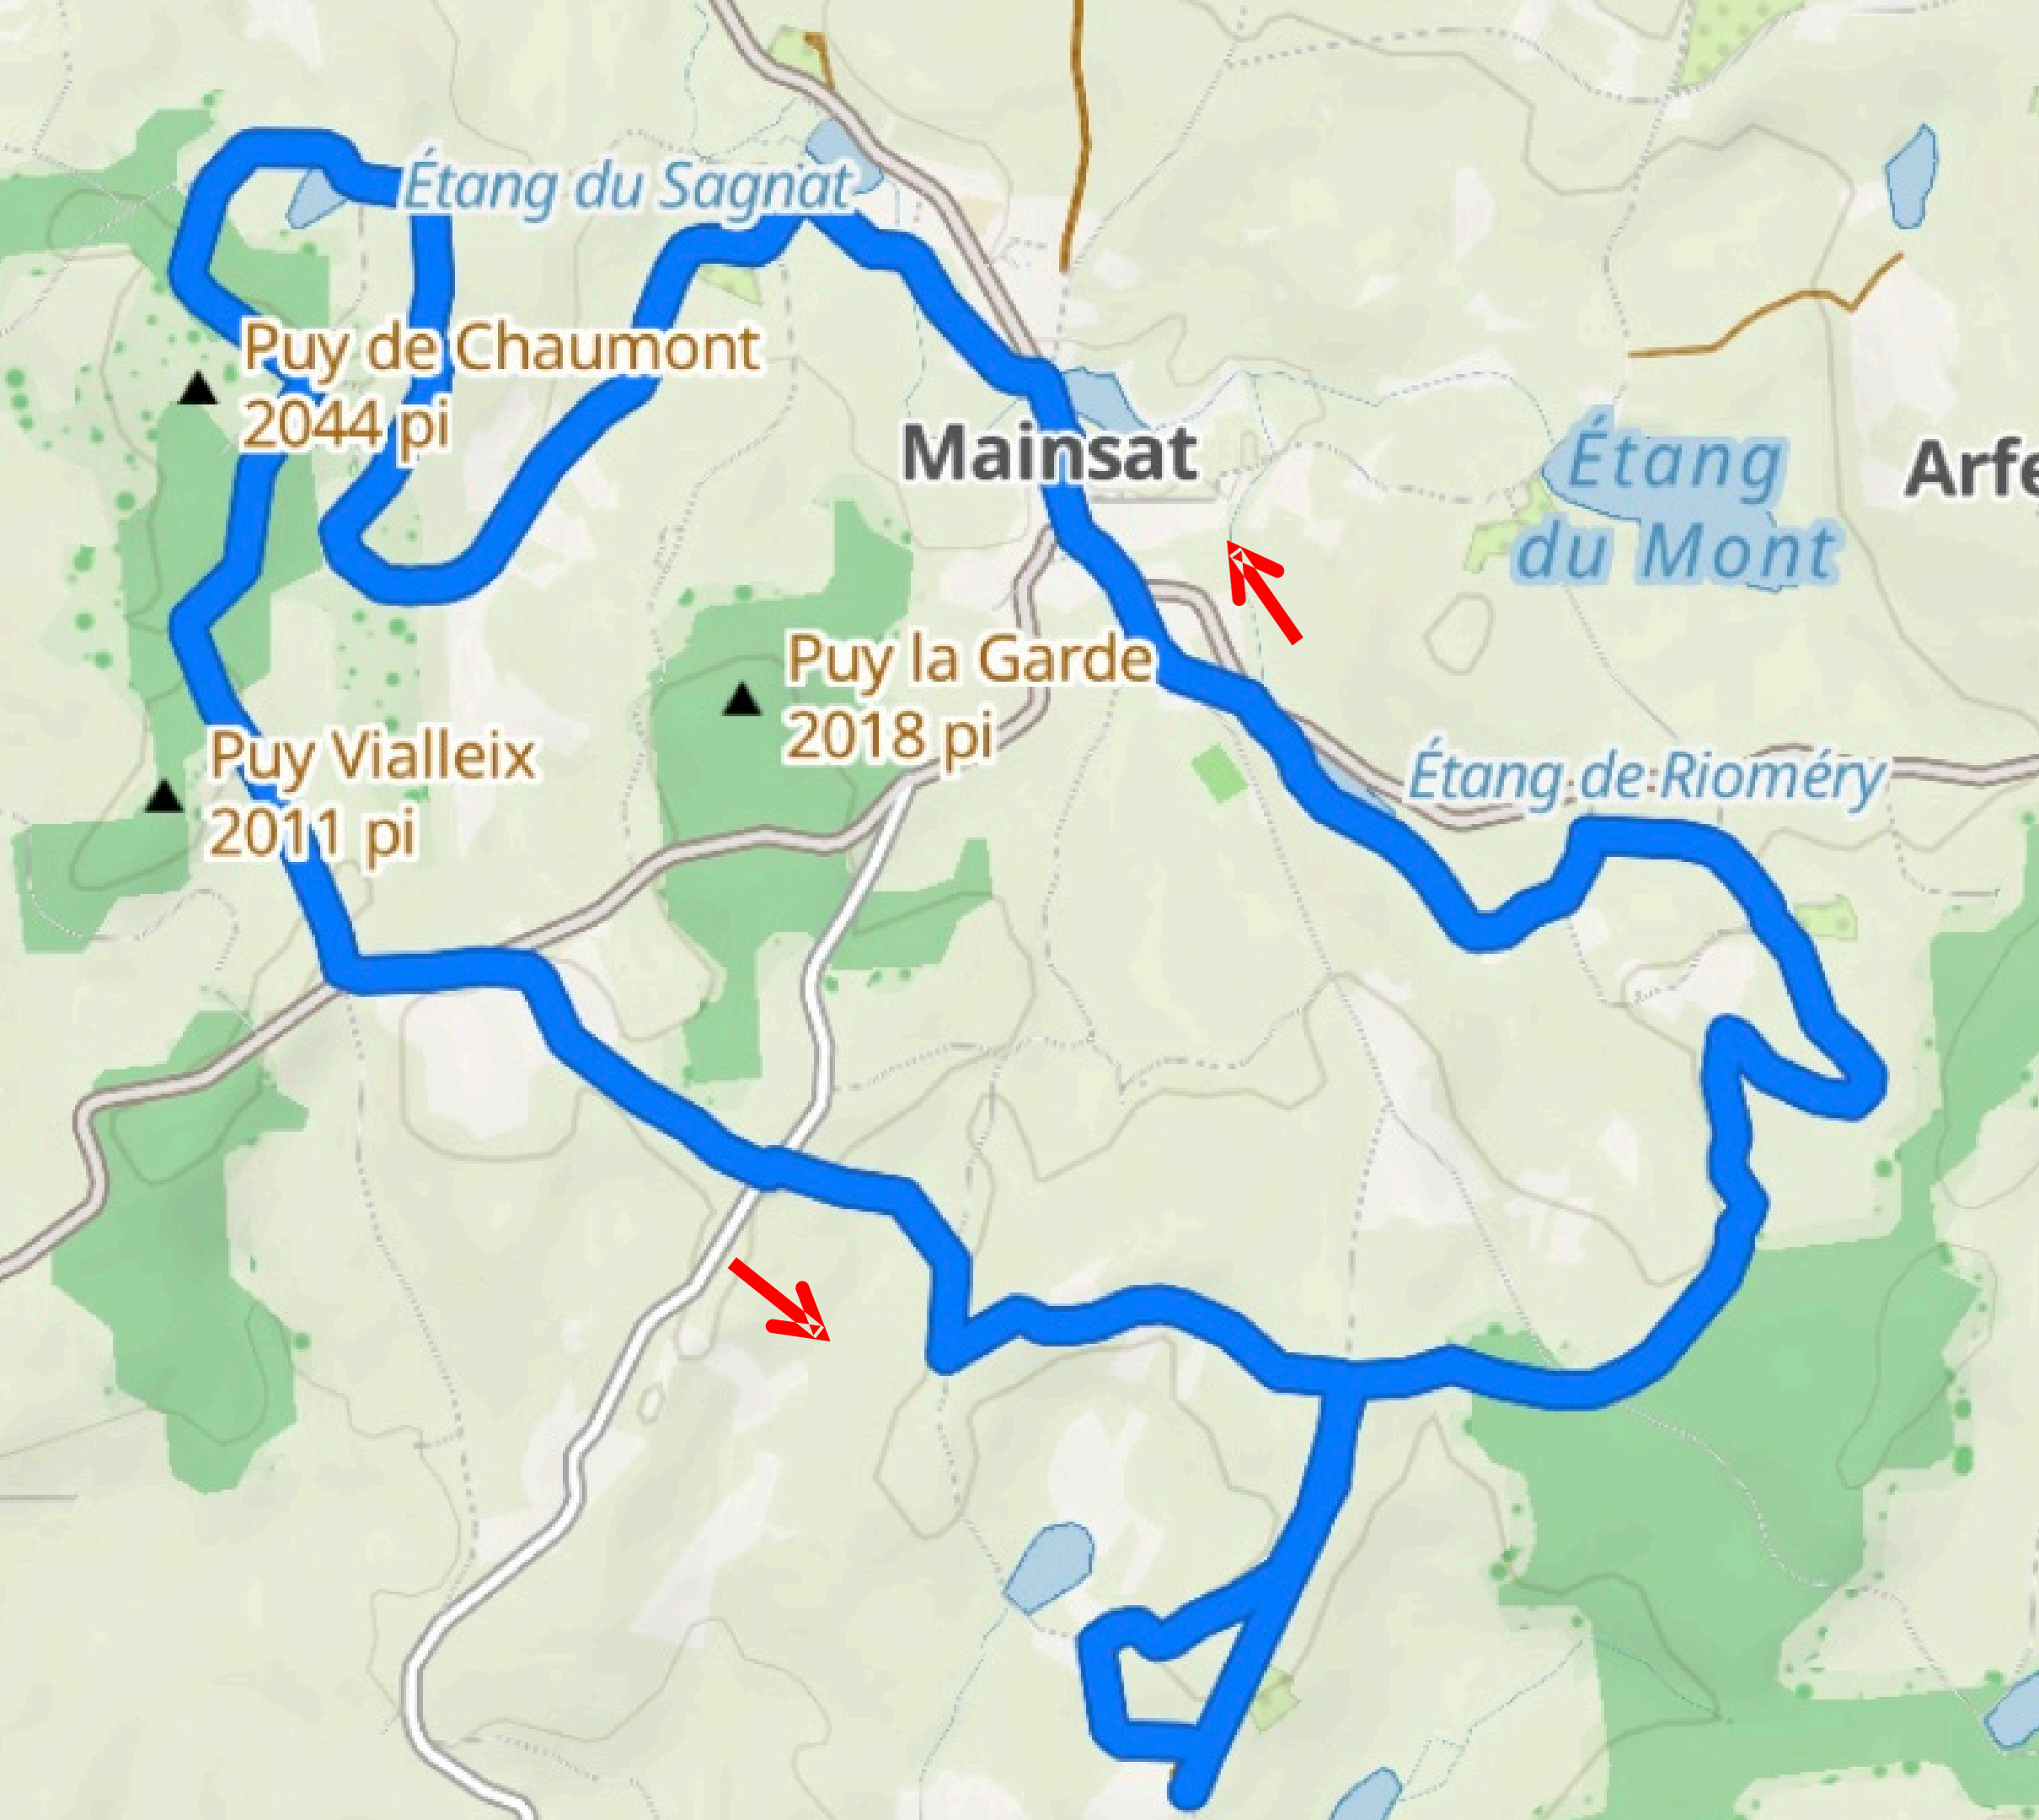 Étang du Sagnat
Puy de Chaumont
2044 pi
Mainsat
Étang
du Mont
Arfe
Puy la Garde
2018 pi
Puy Vialleix
2011 pi
Étang de Rioméry